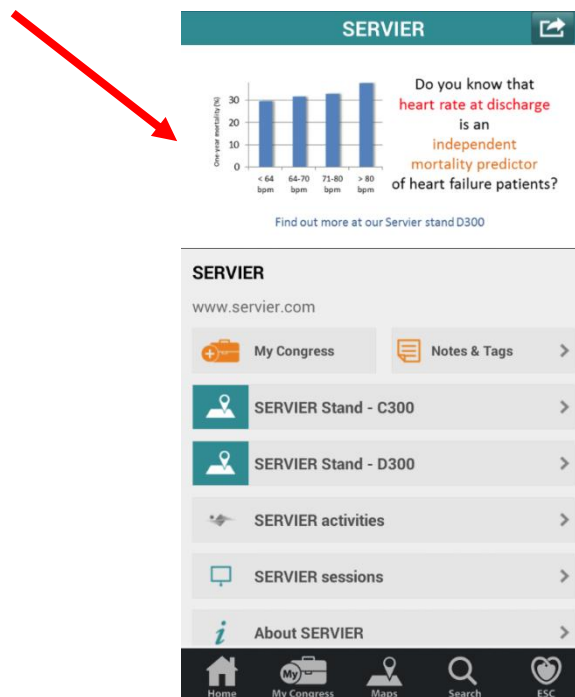 SERVIER
One-year mortality (%)
30
20
10
0
< 64 64-70 71-80 > 80
bpm bpm bpm bpm
Do you know that
heart rate at discharge
is an
independent
mortality predictor
of heart failure patients?
Find out more at our Servier stand D300
SERVIER
www.servier.com
My Congress
Notes & Tags
SERVIER Stand - C300
SERVIER Stand - D300
SERVIER activities
SERVIER sessions
i About SERVIER
My
Home My Congress Maps Search ESC